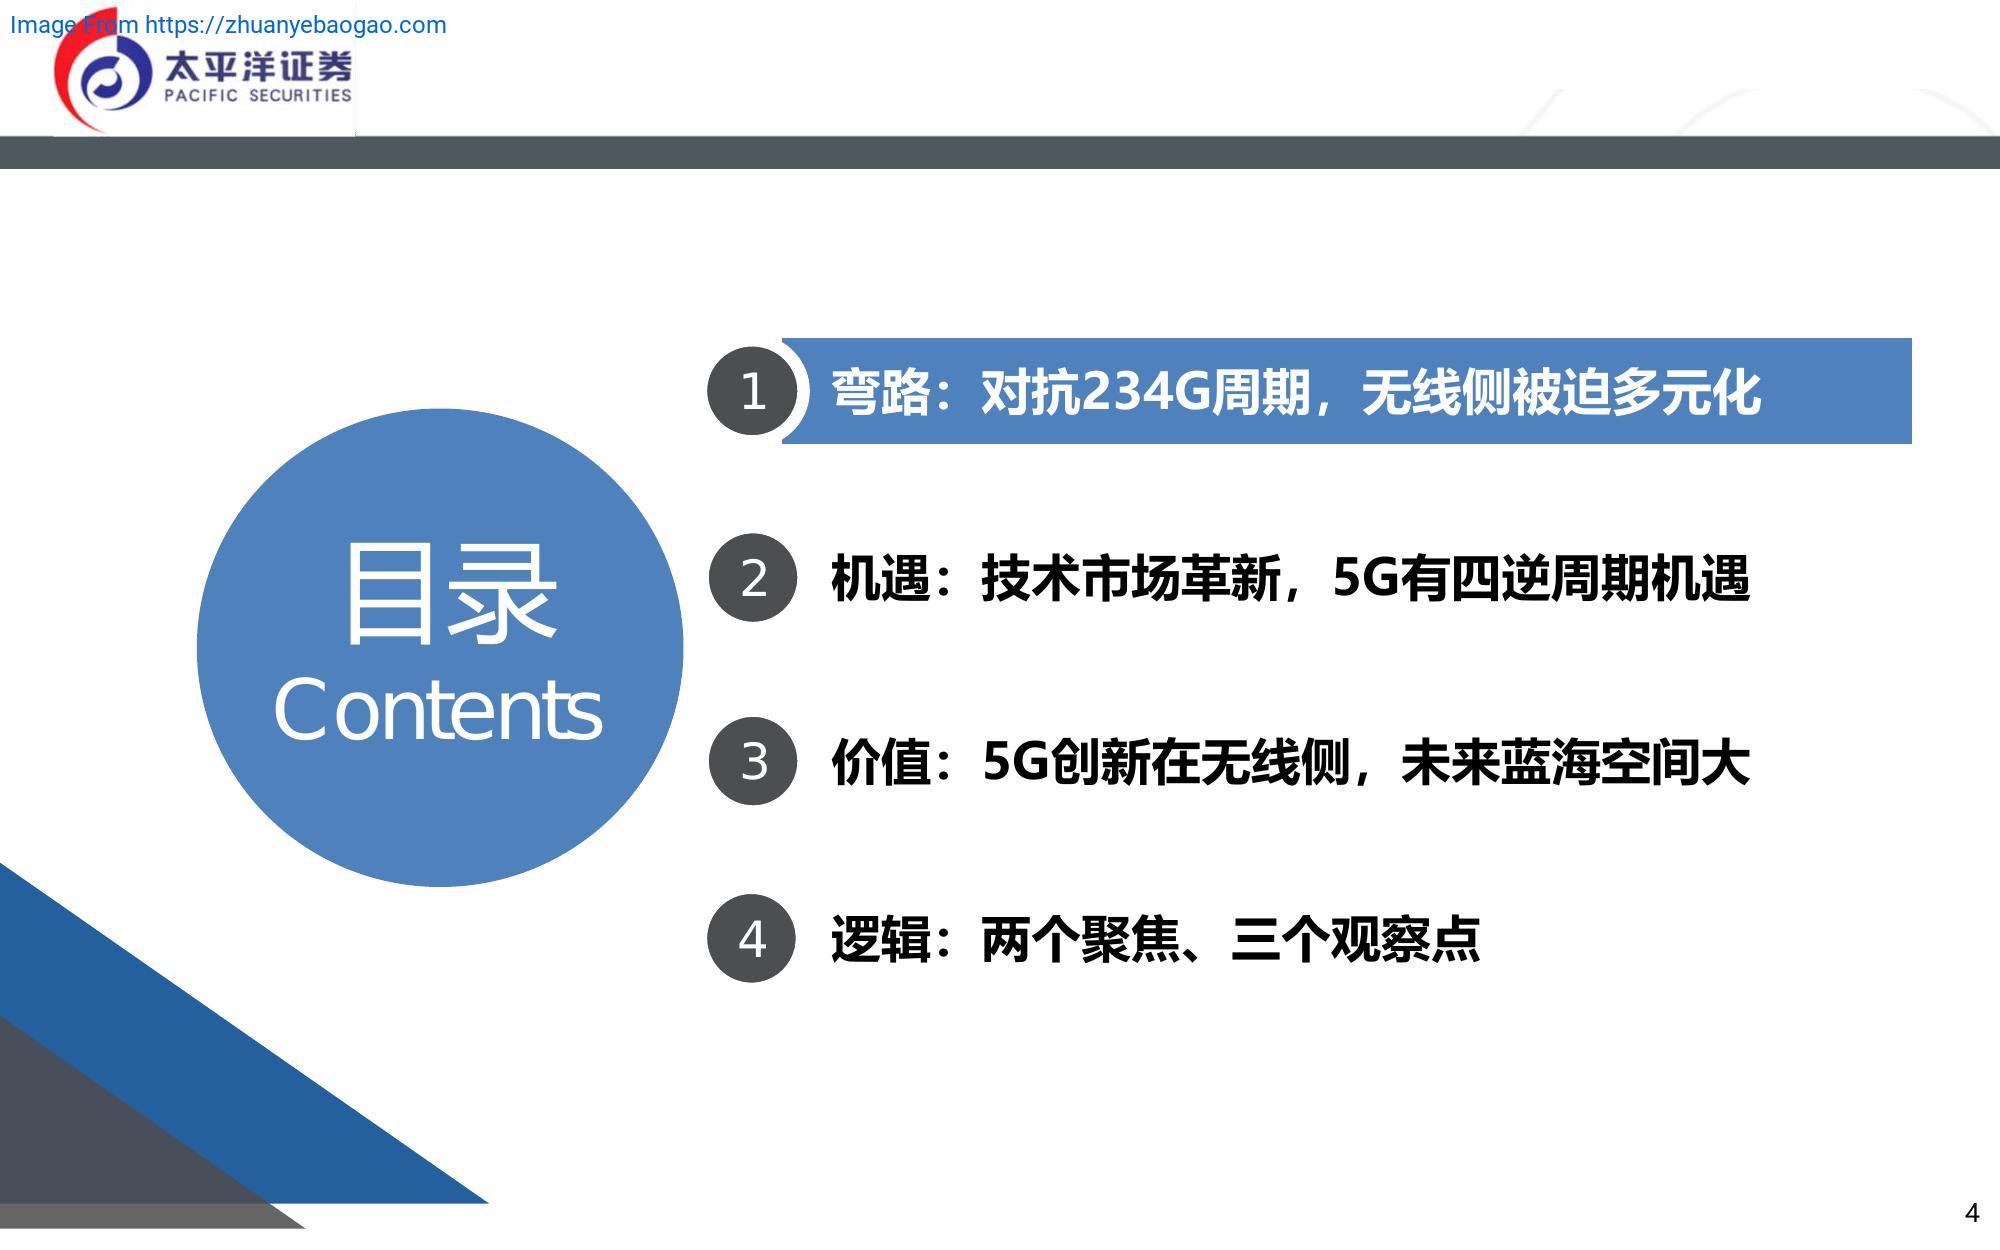 Image From https://zhuanyebaogao.com
太平洋证券
PACIFIC SECURITIES
目录
Contents
1 弯路：对抗234G周期，无线侧被迫多元化
2 机遇：技术市场革新，5G有四逆周期机遇
3 价值：5G创新在无线侧，未来蓝海空间大
4 逻辑：两个聚焦、三个观察点
4